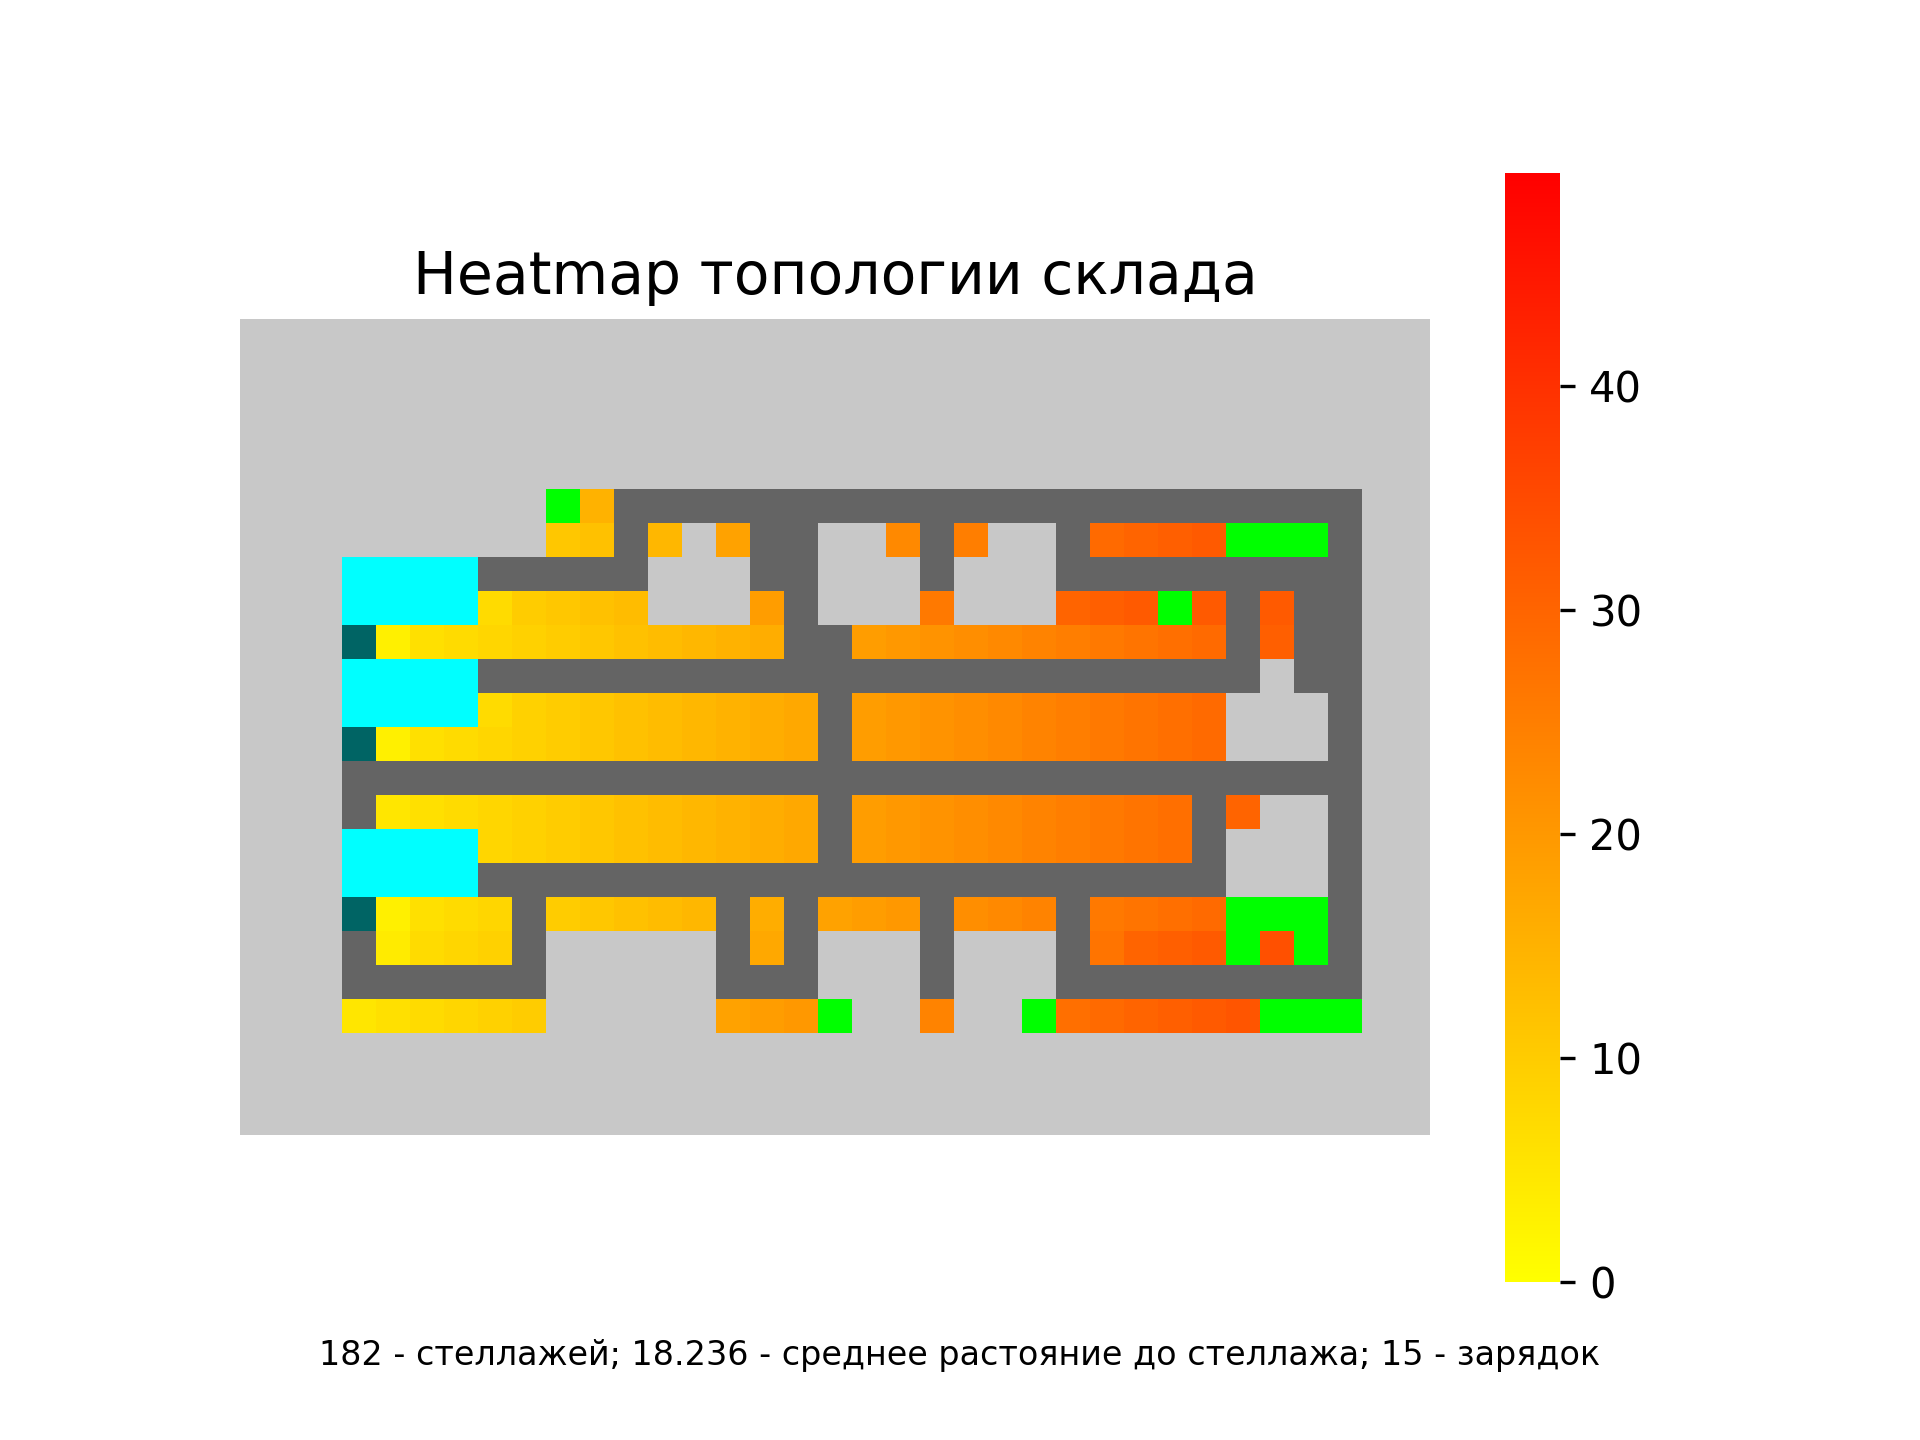 Heatmap топологии склада
40
30
20
10
0
182 - стеллажей; 18.236 - среднее растояние до стеллажа; 15 - зарядок